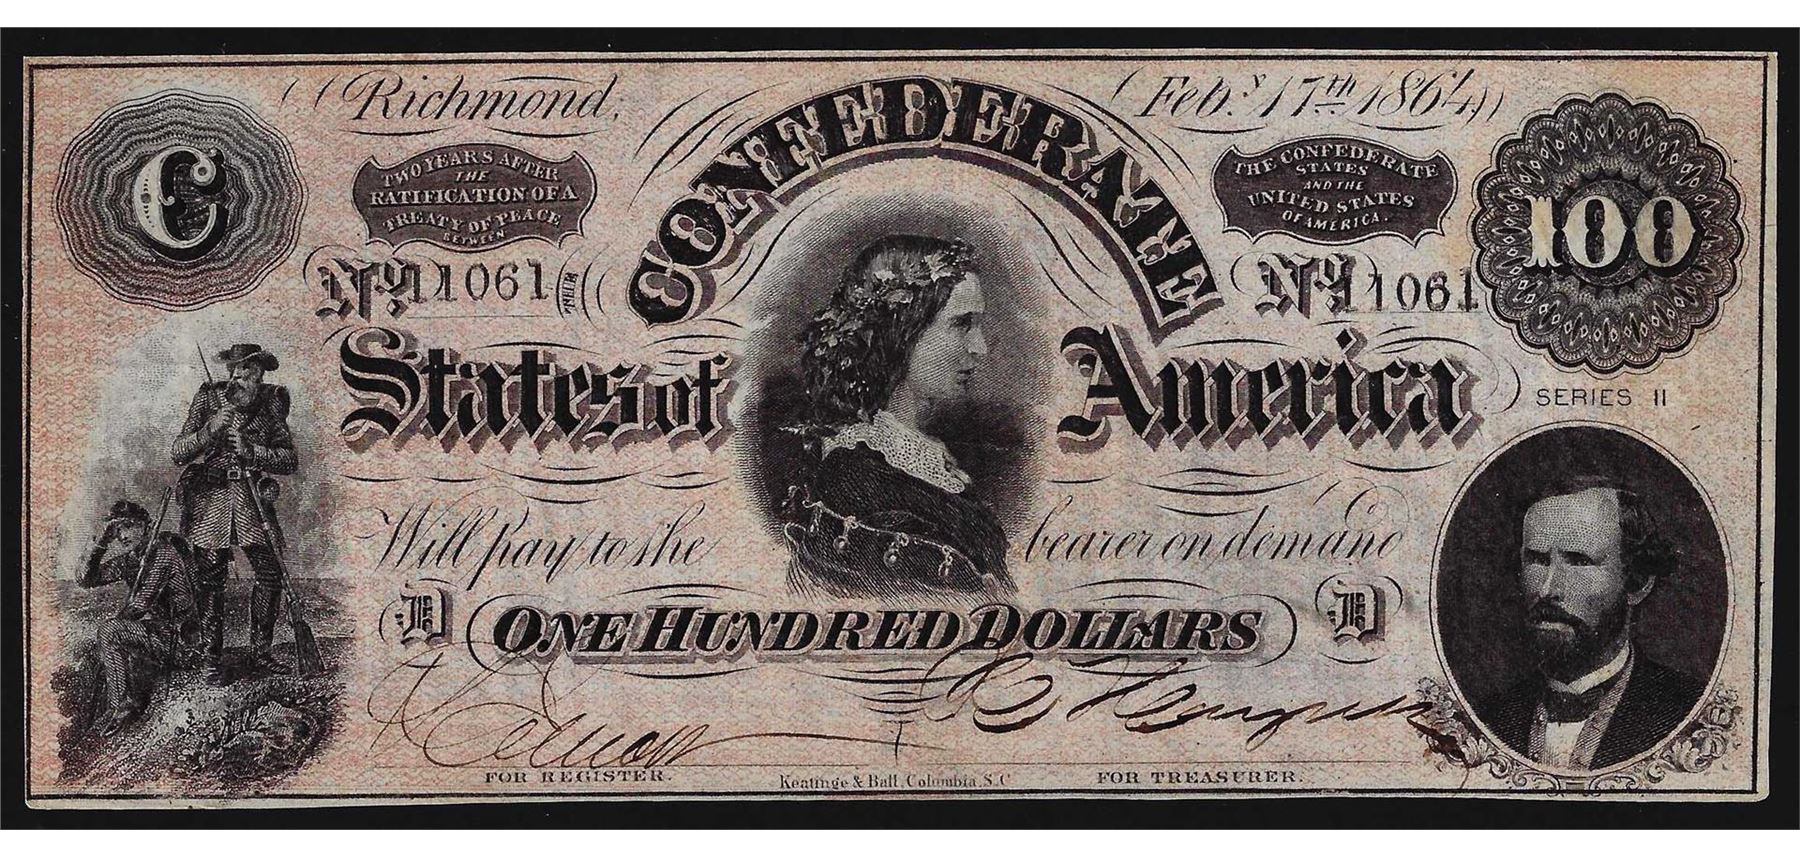 Richmond, Feby. 17th 1864
C
TWO YEARS AFTER
THE
RATIFICATION OF A
TREATY OF PEACE
BETWEEN
THE CONFEDERATE
STATES
AND THE
UNITED STATES
OF AMERICA.
100
No. 11061
No. 11061
CONFEDERATE
States of America
SERIES II
Will pay to the bearer on demand
D ONE HUNDRED DOLLARS D
FOR REGISTER.
Keatinge & Ball, Columbia, S.C.
FOR TREASURER.